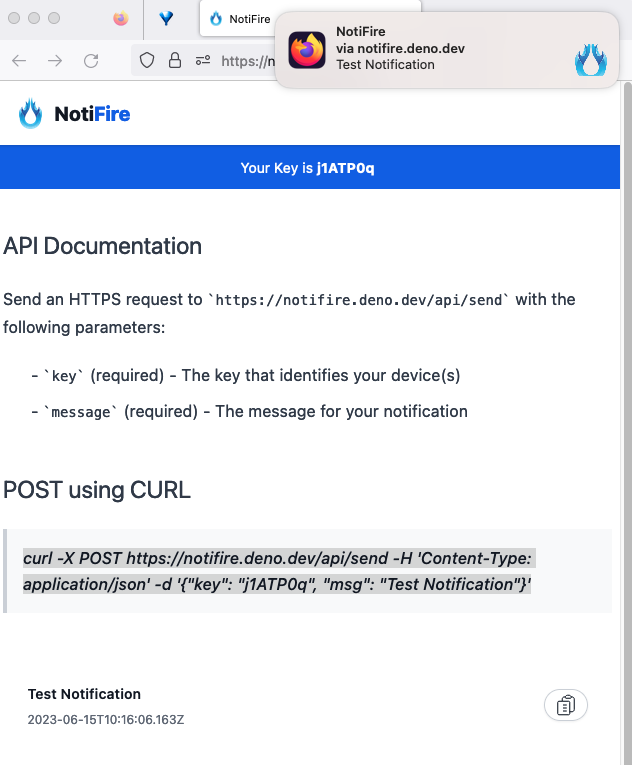 NotiFire
NotiFire
via notifire.deno.dev
Test Notification
https://n
NotiFire
Your Key is j1ATP0q
API Documentation
Send an HTTPS request to `https://notifire.deno.dev/api/send` with the
following parameters:
- `key` (required) - The key that identifies your device(s)
- `message` (required) - The message for your notification
POST using CURL
curl -X POST https://notifire.deno.dev/api/send -H 'Content-Type:
application/json' -d '{"key": "j1ATP0q", "msg": "Test Notification"}'
Test Notification
2023-06-15T10:16:06.163Z